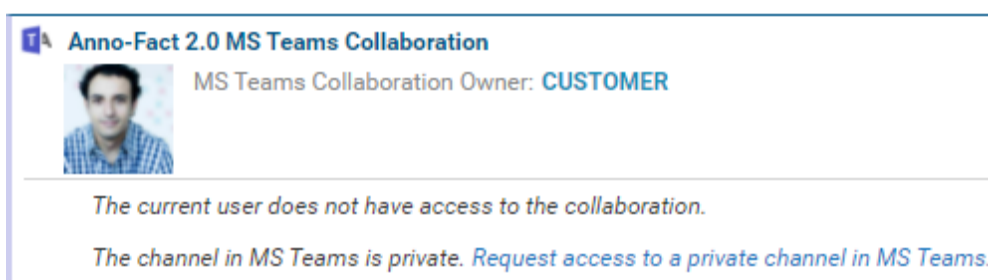 Anno-Fact 2.0 MS Teams Collaboration
MS Teams Collaboration Owner: CUSTOMER
The current user does not have access to the collaboration.
The channel in MS Teams is private. Request access to a private channel in MS Teams.